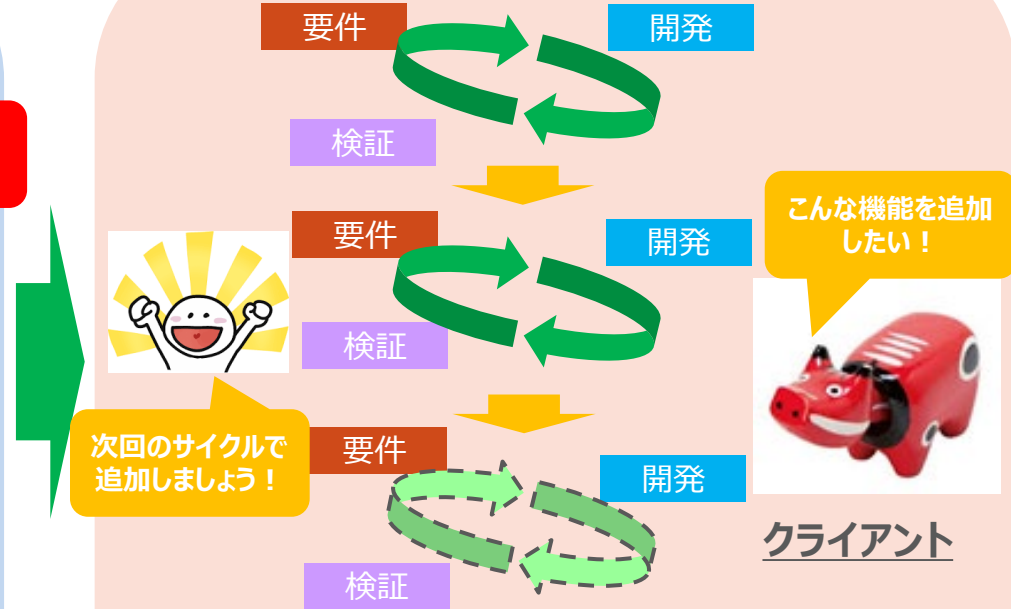 要件
開発
検証
こんな機能を追加
したい！
要件
開発
検証
次回のサイクルで
追加しましょう！
要件
開発
検証
クライアント